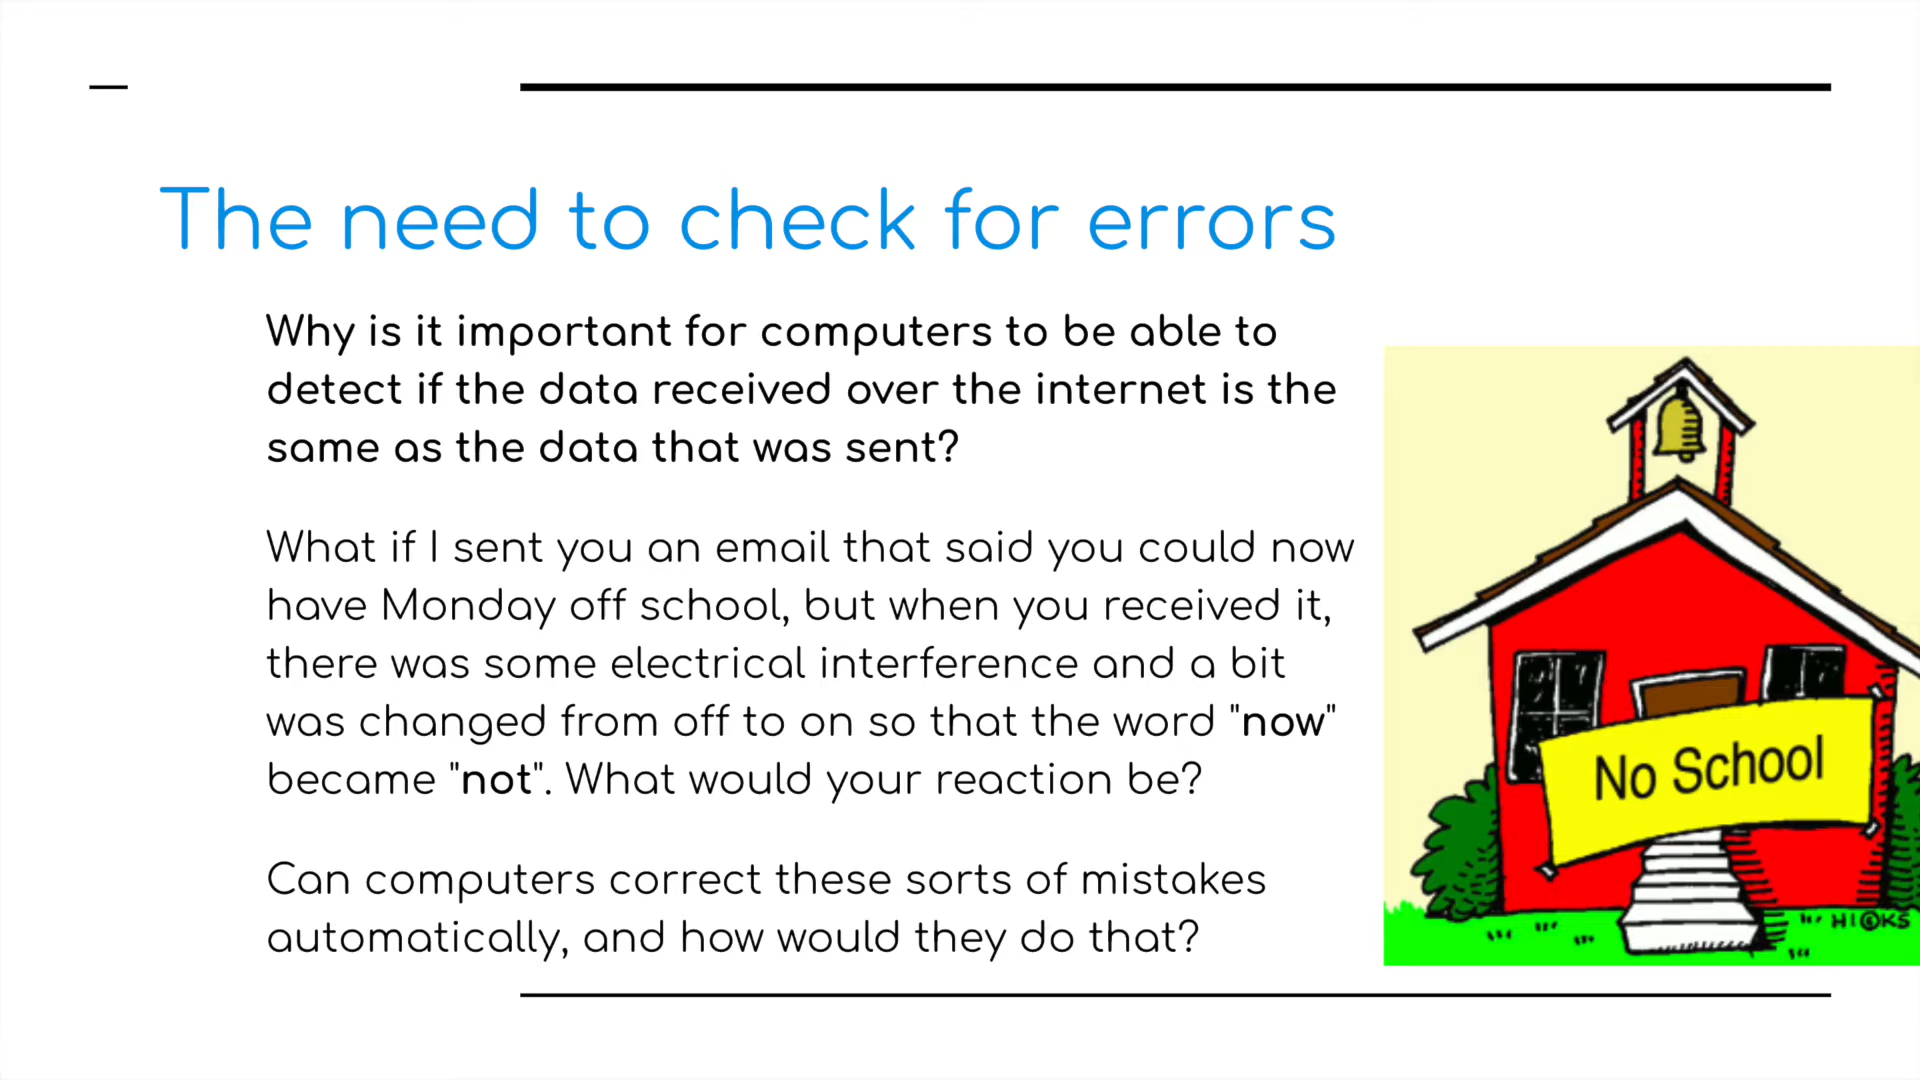 The need to check for errors
Why is it important for computers to be able to
detect if the data received over the internet is the
same as the data that was sent?
What if I sent you an email that said you could now
have Monday off school, but when you received it,
there was some electrical interference and a bit
was changed from off to on so that the word "now"
became "not". What would your reaction be?
Can computers correct these sorts of mistakes
automatically, and how would they do that?
No School
HICKS